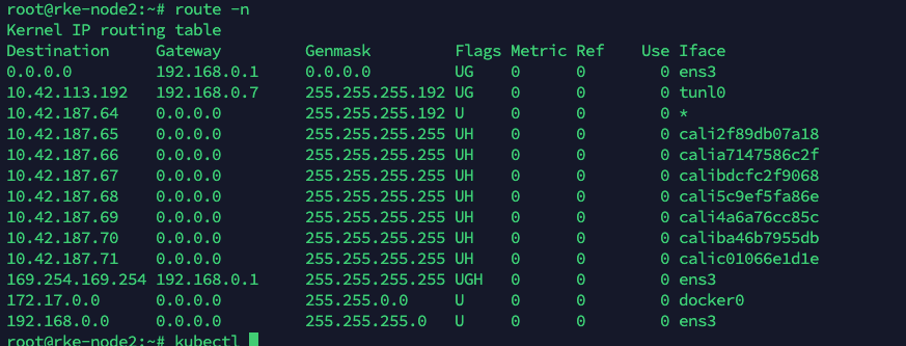 root@rke-node2:~# route -n
Kernel IP routing table
Destination Gateway Genmask Flags Metric Ref Use Iface
0.0.0.0 192.168.0.1 0.0.0.0 UG 0 0 0 ens3
10.42.113.192 192.168.0.7 255.255.255.192 UG 0 0 0 tunl0
10.42.187.64 0.0.0.0 255.255.255.192 U 0 0 0 *
10.42.187.65 0.0.0.0 255.255.255.255 UH 0 0 0 cali2f89db07a18
10.42.187.66 0.0.0.0 255.255.255.255 UH 0 0 0 calia7147586c2f
10.42.187.67 0.0.0.0 255.255.255.255 UH 0 0 0 calibdcfc2f9068
10.42.187.68 0.0.0.0 255.255.255.255 UH 0 0 0 cali5c9ef5fa86e
10.42.187.69 0.0.0.0 255.255.255.255 UH 0 0 0 cali4a6a76cc85c
10.42.187.70 0.0.0.0 255.255.255.255 UH 0 0 0 caliba46b7955db
10.42.187.71 0.0.0.0 255.255.255.255 UH 0 0 0 calic01066e1d1e
169.254.169.254 192.168.0.1 255.255.255.255 UGH 0 0 0 ens3
172.17.0.0 0.0.0.0 255.255.0.0 U 0 0 0 docker0
192.168.0.0 0.0.0.0 255.255.255.0 U 0 0 0 ens3
root@rke-node2:~# kubectl